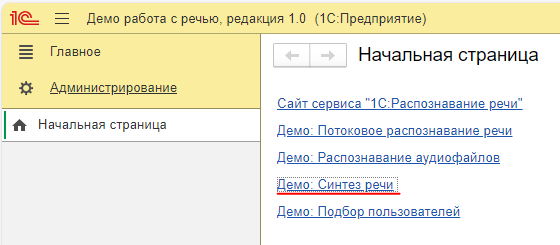 1С Демо работа с речью, редакция 1.0 (1С:Предприятие)
Главное
Администрирование
Начальная страница
Начальная страница
Сайт сервиса "1С:Распознавание речи"
Демо: Потоковое распознавание речи
Демо: Распознавание аудиофайлов
Демо: Синтез речи
Демо: Подбор пользователей